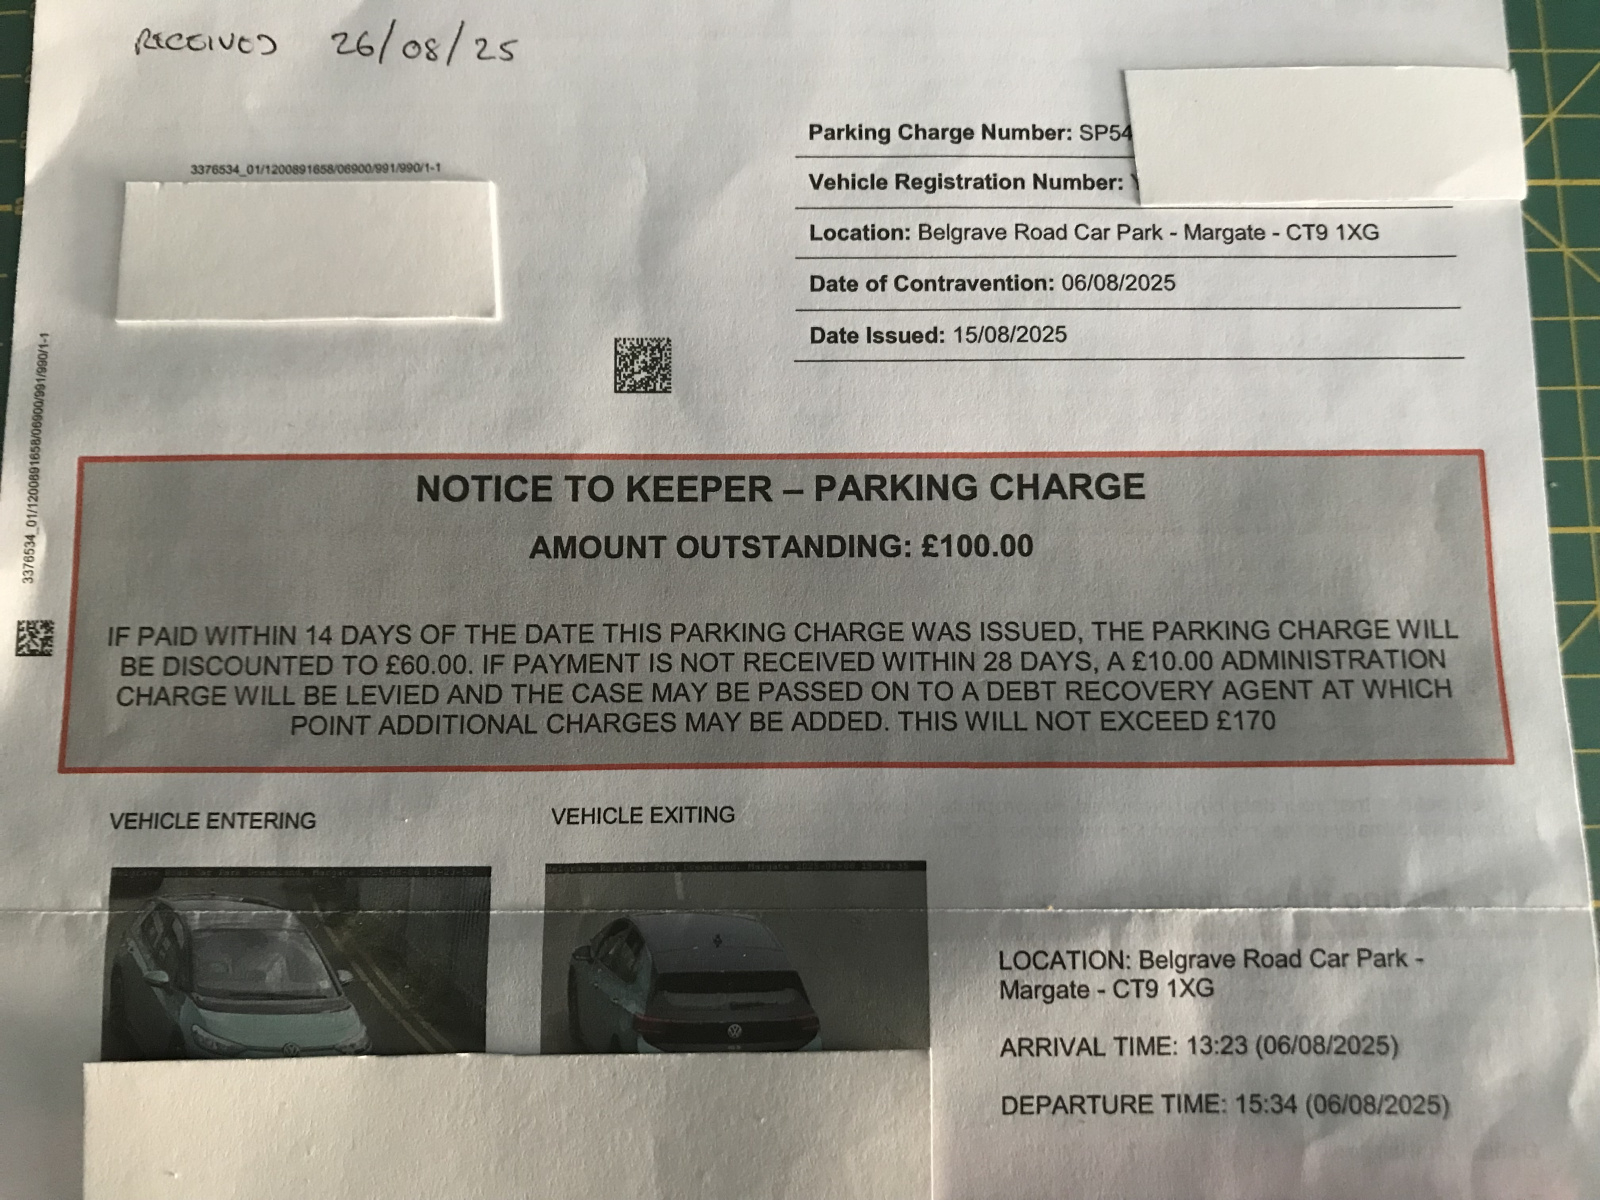 RECEIVED 26/08/25
Parking Charge Number: SP54
3376534_01/1200891658/06900/991/990/1-1
Vehicle Registration Number:
Location: Belgrave Road Car Park - Margate - CT9 1XG
Date of Contravention: 06/08/2025
Date Issued: 15/08/2025
3376534_01/1200891658/06900/991/990/1-1
NOTICE TO KEEPER – PARKING CHARGE
AMOUNT OUTSTANDING: £100.00
IF PAID WITHIN 14 DAYS OF THE DATE THIS PARKING CHARGE WAS ISSUED, THE PARKING CHARGE WILL
BE DISCOUNTED TO £60.00. IF PAYMENT IS NOT RECEIVED WITHIN 28 DAYS, A £10.00 ADMINISTRATION
CHARGE WILL BE LEVIED AND THE CASE MAY BE PASSED ON TO A DEBT RECOVERY AGENT AT WHICH
POINT ADDITIONAL CHARGES MAY BE ADDED. THIS WILL NOT EXCEED £170
VEHICLE ENTERING
VEHICLE EXITING
LOCATION: Belgrave Road Car Park -
Margate - CT9 1XG
ARRIVAL TIME: 13:23 (06/08/2025)
DEPARTURE TIME: 15:34 (06/08/2025)